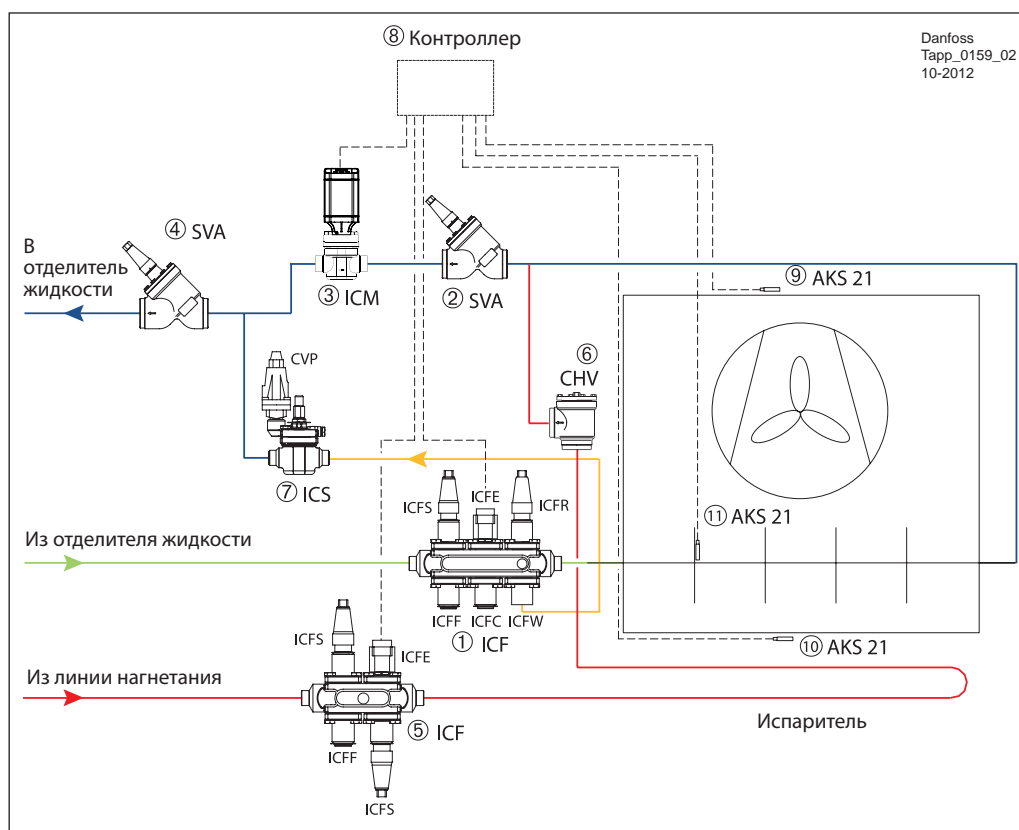 ⑧ Контроллер
Danfoss
Tapp_0159_02
10-2012
④ SVA
В
отделитель
жидкости
③ ICM
② SVA
⑨ AKS 21
CVP
⑥
CHV
⑦ ICS
ICFS
ICFE
ICFR
⑪ AKS 21
Из отделителя жидкости
ICFF
ICFC
ICFW
① ICF
ICFS
ICFE
⑩ AKS 21
Из линии нагнетания
⑤ ICF
Испаритель
ICFF
ICFS